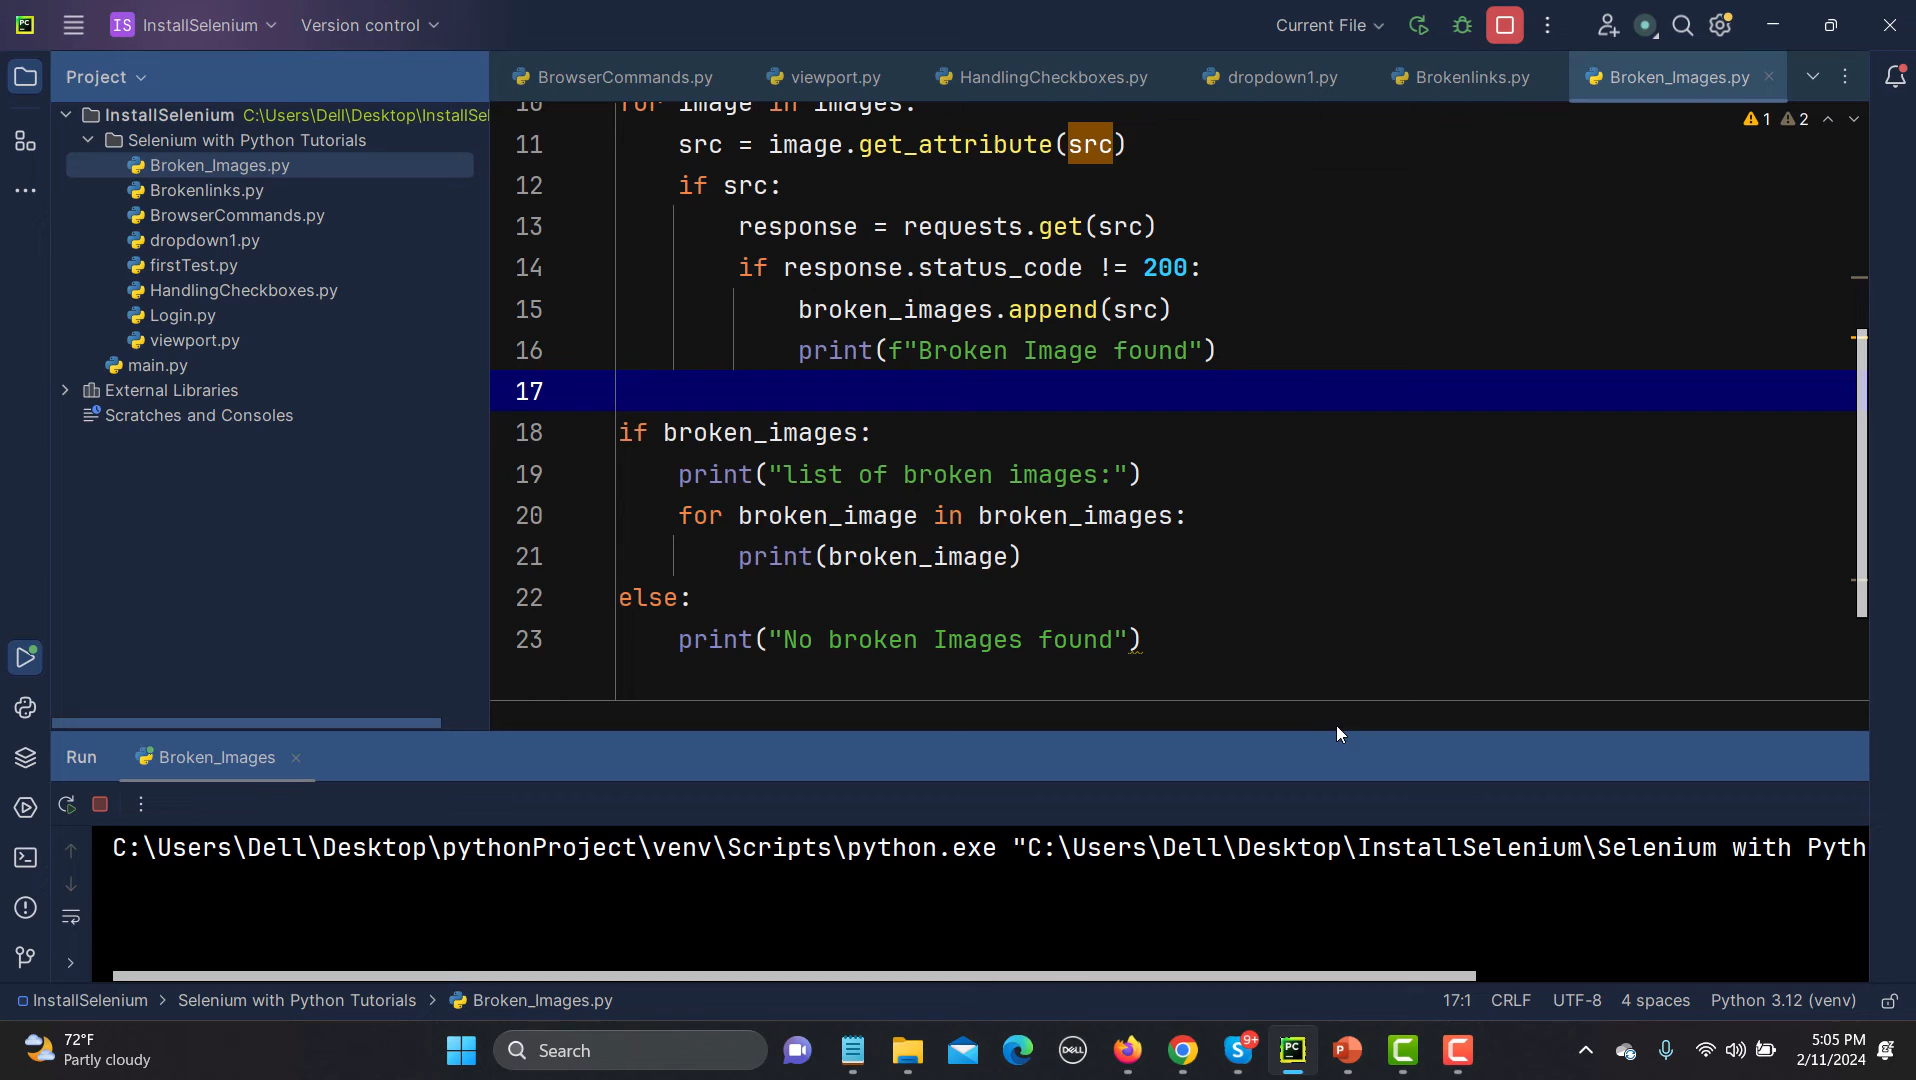 PC
IS InstallSelenium
Version control
Current File
Project
BrowserCommands.py
viewport.py
HandlingCheckboxes.py
dropdown1.py
Brokenlinks.py
Broken_Images.py
InstallSelenium C:\Users\Dell\Desktop\InstallSel
Selenium with Python Tutorials
Broken_Images.py
Brokenlinks.py
BrowserCommands.py
dropdown1.py
firstTest.py
HandlingCheckboxes.py
Login.py
viewport.py
main.py
External Libraries
Scratches and Consoles
1 2
10 for image in images:
11 src = image.get_attribute(src)
12 if src:
13 response = requests.get(src)
14 if response.status_code != 200:
15 broken_images.append(src)
16 print(f"Broken Image found")
17
18 if broken_images:
19 print("list of broken images:")
20 for broken_image in broken_images:
21 print(broken_image)
22 else:
23 print("No broken Images found")
Run
Broken_Images
C:\Users\Dell\Desktop\pythonProject\venv\Scripts\python.exe "C:\Users\Dell\Desktop\InstallSelenium\Selenium with Pyth
InstallSelenium > Selenium with Python Tutorials > Broken_Images.py
17:1 CRLF UTF-8 4 spaces Python 3.12 (venv)
72°F
Partly cloudy
Search
DELL
9+
5:05 PM
2/11/2024